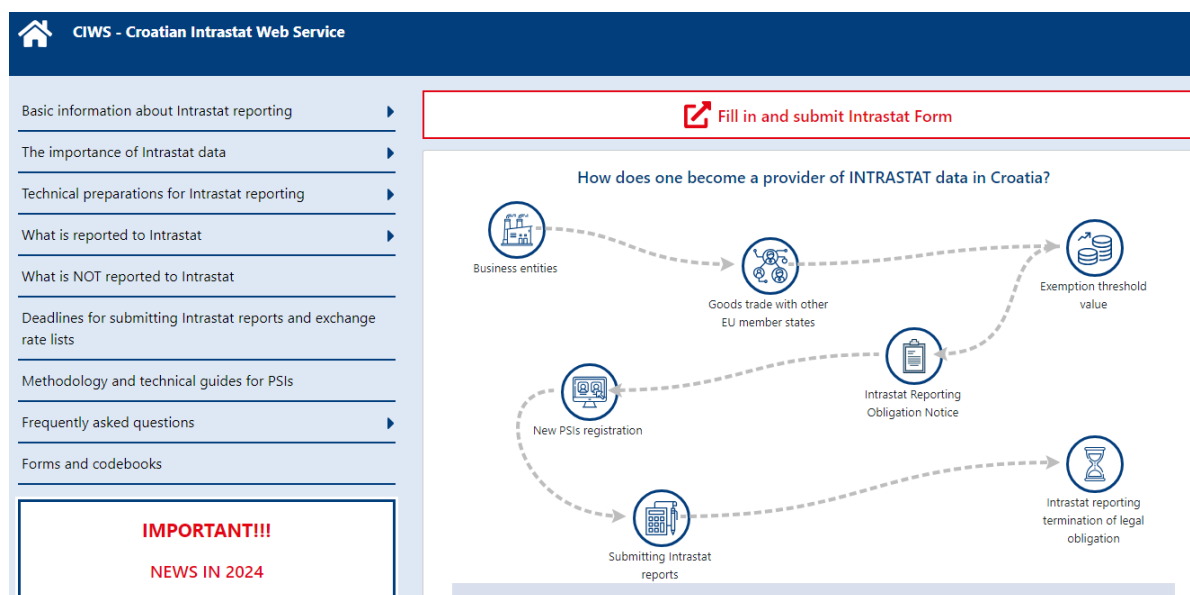 CIWS - Croatian Intrastat Web Service
Basic information about Intrastat reporting
The importance of Intrastat data
Technical preparations for Intrastat reporting
What is reported to Intrastat
What is NOT reported to Intrastat
Deadlines for submitting Intrastat reports and exchange
rate lists
Methodology and technical guides for PSIs
Frequently asked questions
Forms and codebooks
IMPORTANT!!!
NEWS IN 2024
Fill in and submit Intrastat Form
How does one become a provider of INTRASTAT data in Croatia?
Business entities
Goods trade with other
EU member states
Exemption threshold
value
Intrastat Reporting
Obligation Notice
New PSIs registration
Submitting Intrastat
reports
Intrastat reporting
termination of legal
obligation